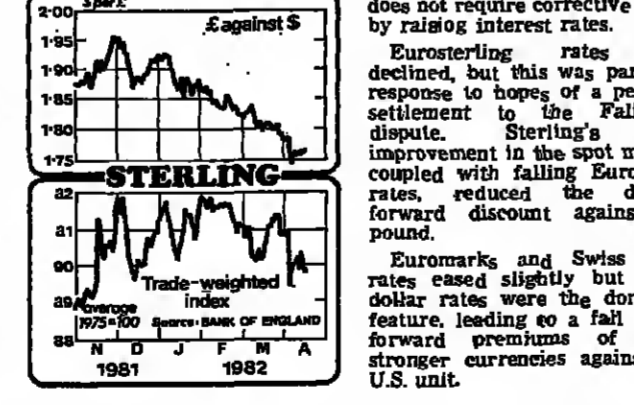 $ per £
2·00
£ against $
1·95
1·90
1·85
1·80
1·75
STERLING
92
91
90
89
88
Trade-weighted
index
average
1975=100 Source: BANK OF ENGLAND
N D J F M A
1981 1982
does not require corrective
by raisiog interest rates.
Eurosterling rates
declined, but this was par
response to hopes of a pe
settlement to the Fal
dispute. Sterling's
improvement in the spot m
coupled with falling Euro
rates, reduced the d
forward discount agains
pound.
Euromarks and Swiss
rates eased slightly but
dollar rates were the don
feature, leading to a fall
forward premiums of
stronger currencies agains
U.S. unit.